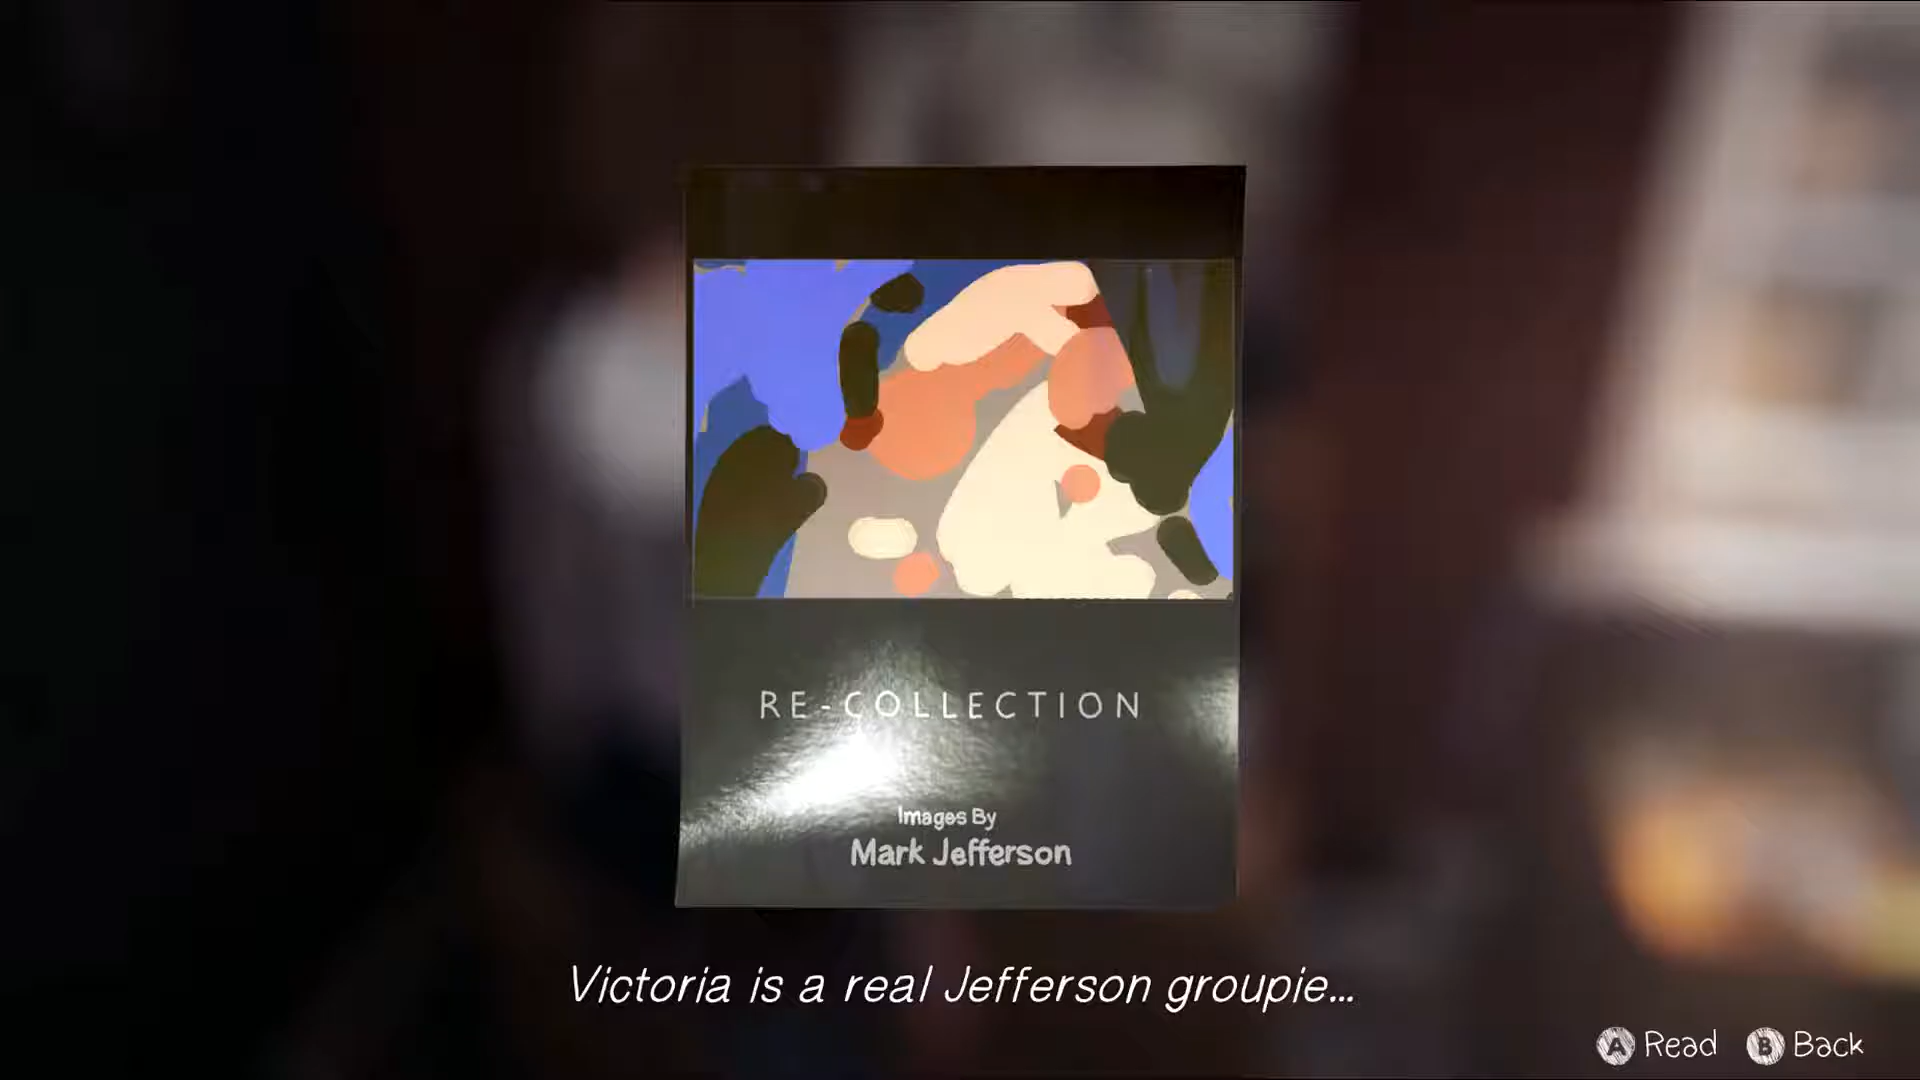 RE-COLLECTION
Images By
Mark Jefferson
Victoria is a real Jefferson groupie...
A Read B Back